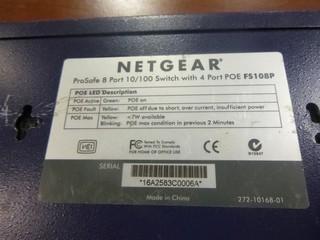 NETGEAR®
ProSafe 8 Port 10/100 Switch with 4 Port POE FS108P
POE LED Description
POE Active Green: POE on
POE Fault Yellow: POE off due to short, over current, insufficient power
POE Max Yellow: <7W available
Blinking: POE max condition in previous 2 Minutes
FC Tested To Comply
With FCC Standards
FOR HOME OR OFFICE USE
CE
N10947
SERIAL
*16A2583C0006A*
Made in China
272-10168-01